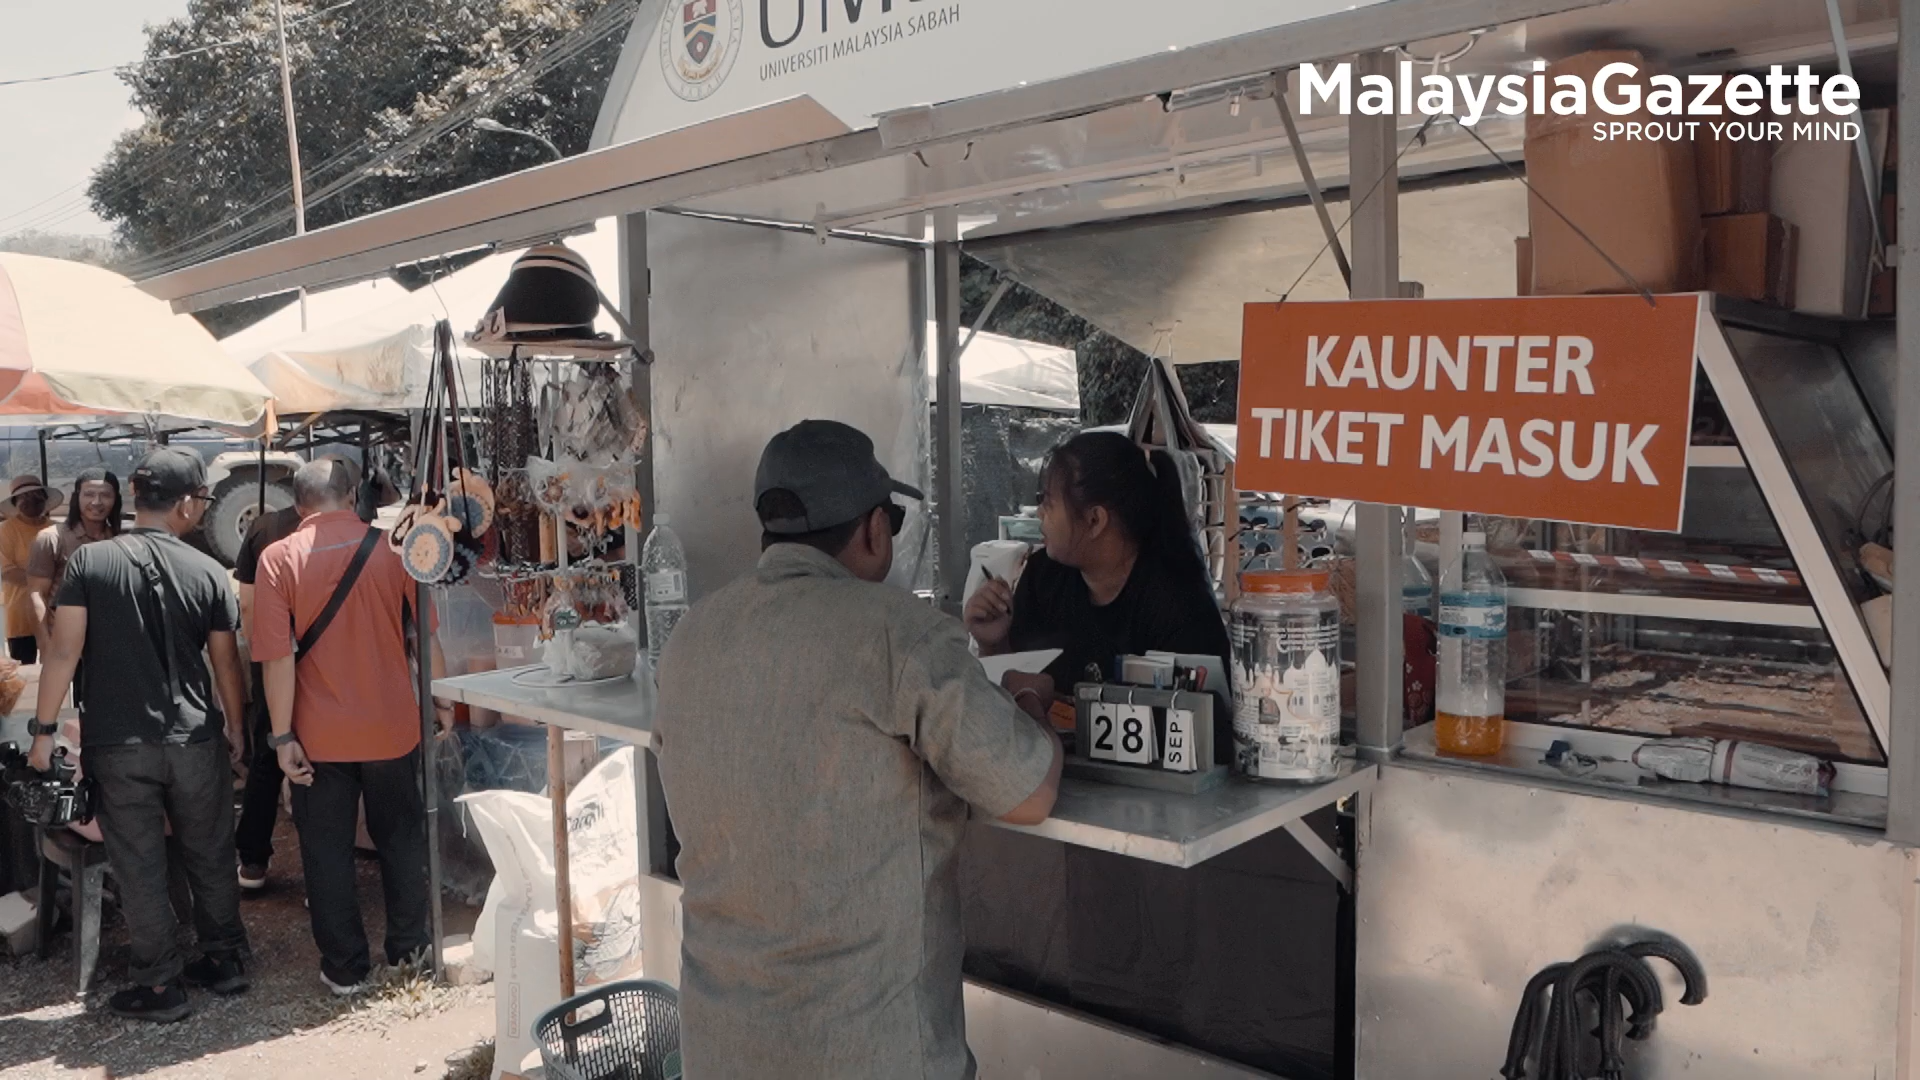 UNIVERSITI MALAYSIA SABAH
MalaysiaGazette
SPROUT YOUR MIND
KAUNTER
TIKET MASUK
28
SEP